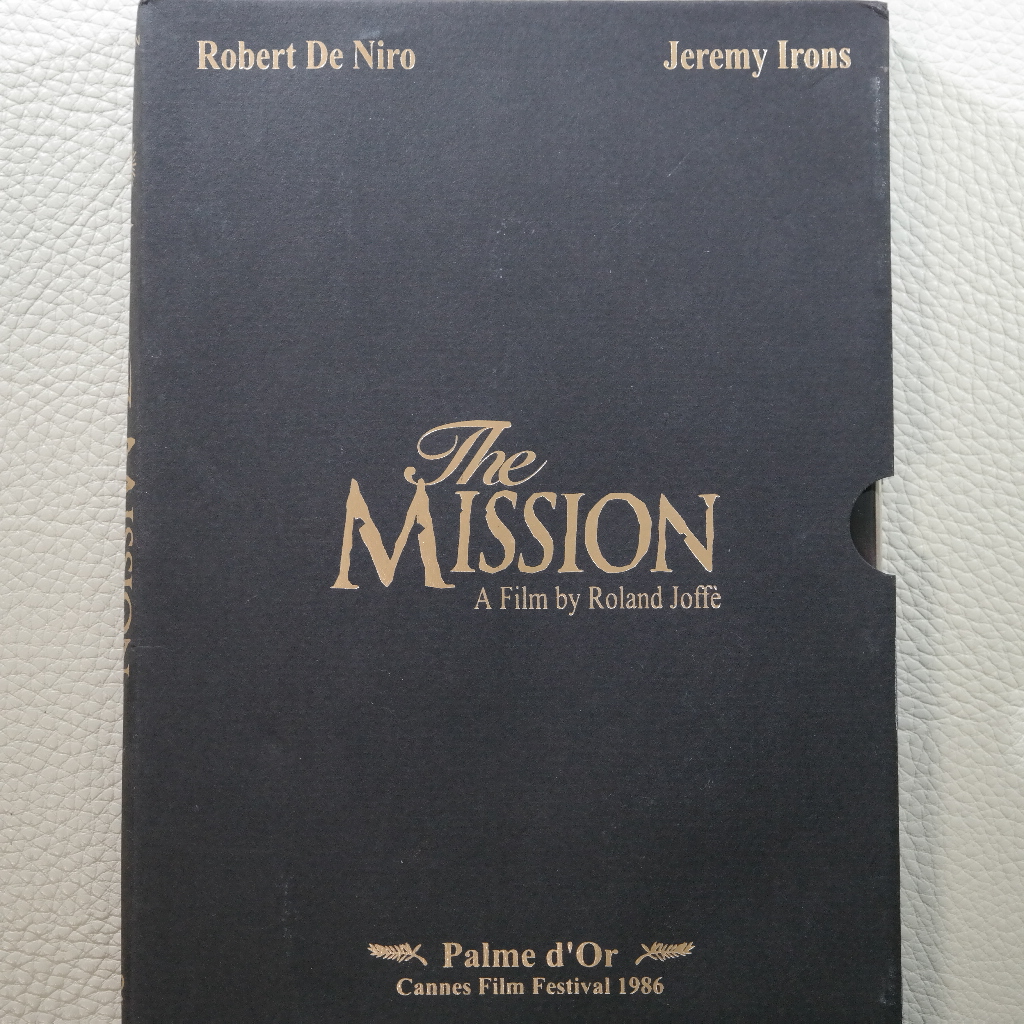 Robert De Niro
Jeremy Irons
The
MISSION
A Film by Roland Joffè
Palme d'Or
Cannes Film Festival 1986
MISSION